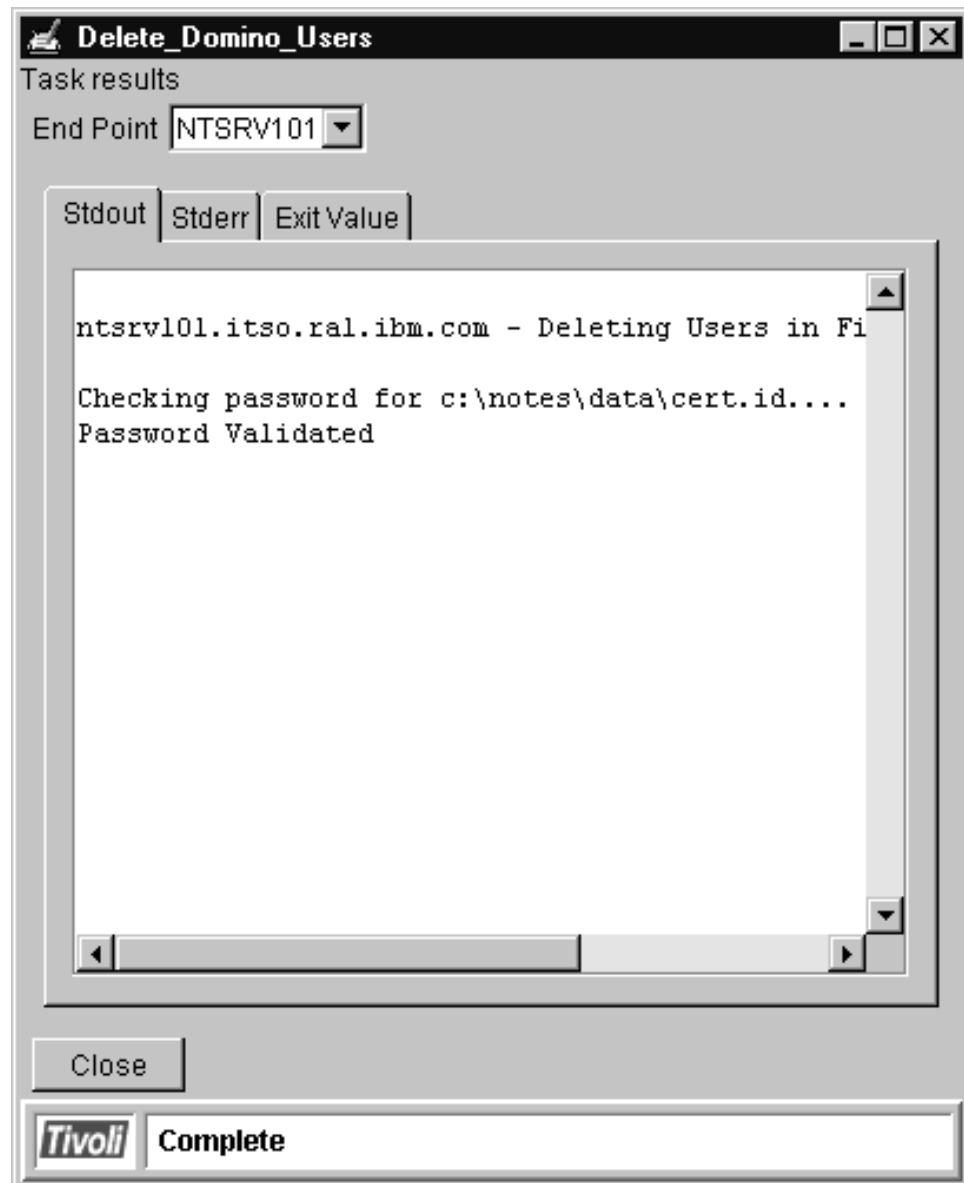 Delete_Domino_Users
Task results
End Point NTSRV101
Stdout Stderr Exit Value
ntsrv101.itso.ral.ibm.com - Deleting Users in Fi
Checking password for c:\notes\data\cert.id....
Password Validated
Close
Tivoli Complete